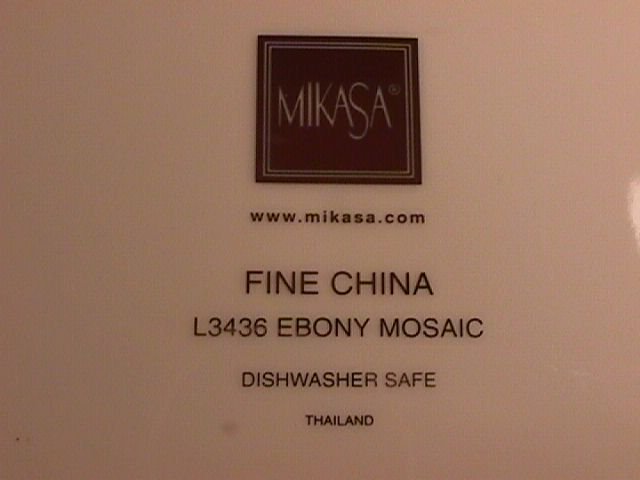 MIKASA®
www.mikasa.com
FINE CHINA
L3436 EBONY MOSAIC
DISHWASHER SAFE
THAILAND